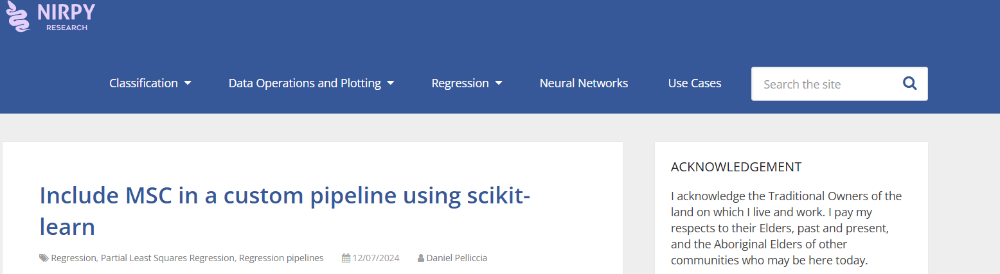 NIRPY
RESEARCH
Classification
Data Operations and Plotting
Regression
Neural Networks
Use Cases
Search the site
Include MSC in a custom pipeline using scikit-
learn
Regression, Partial Least Squares Regression, Regression pipelines
12/07/2024
Daniel Pelliccia
ACKNOWLEDGEMENT
I acknowledge the Traditional Owners of the
land on which I live and work. I pay my
respects to their Elders, past and present,
and the Aboriginal Elders of other
communities who may be here today.